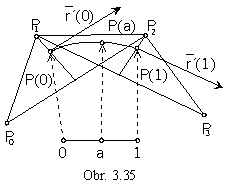 r̅′(0)
P₁
P(a)
P₂
r̅′(1)
P(0)
P(1)
P₀
P₃
0
a
1
Obr. 3.35